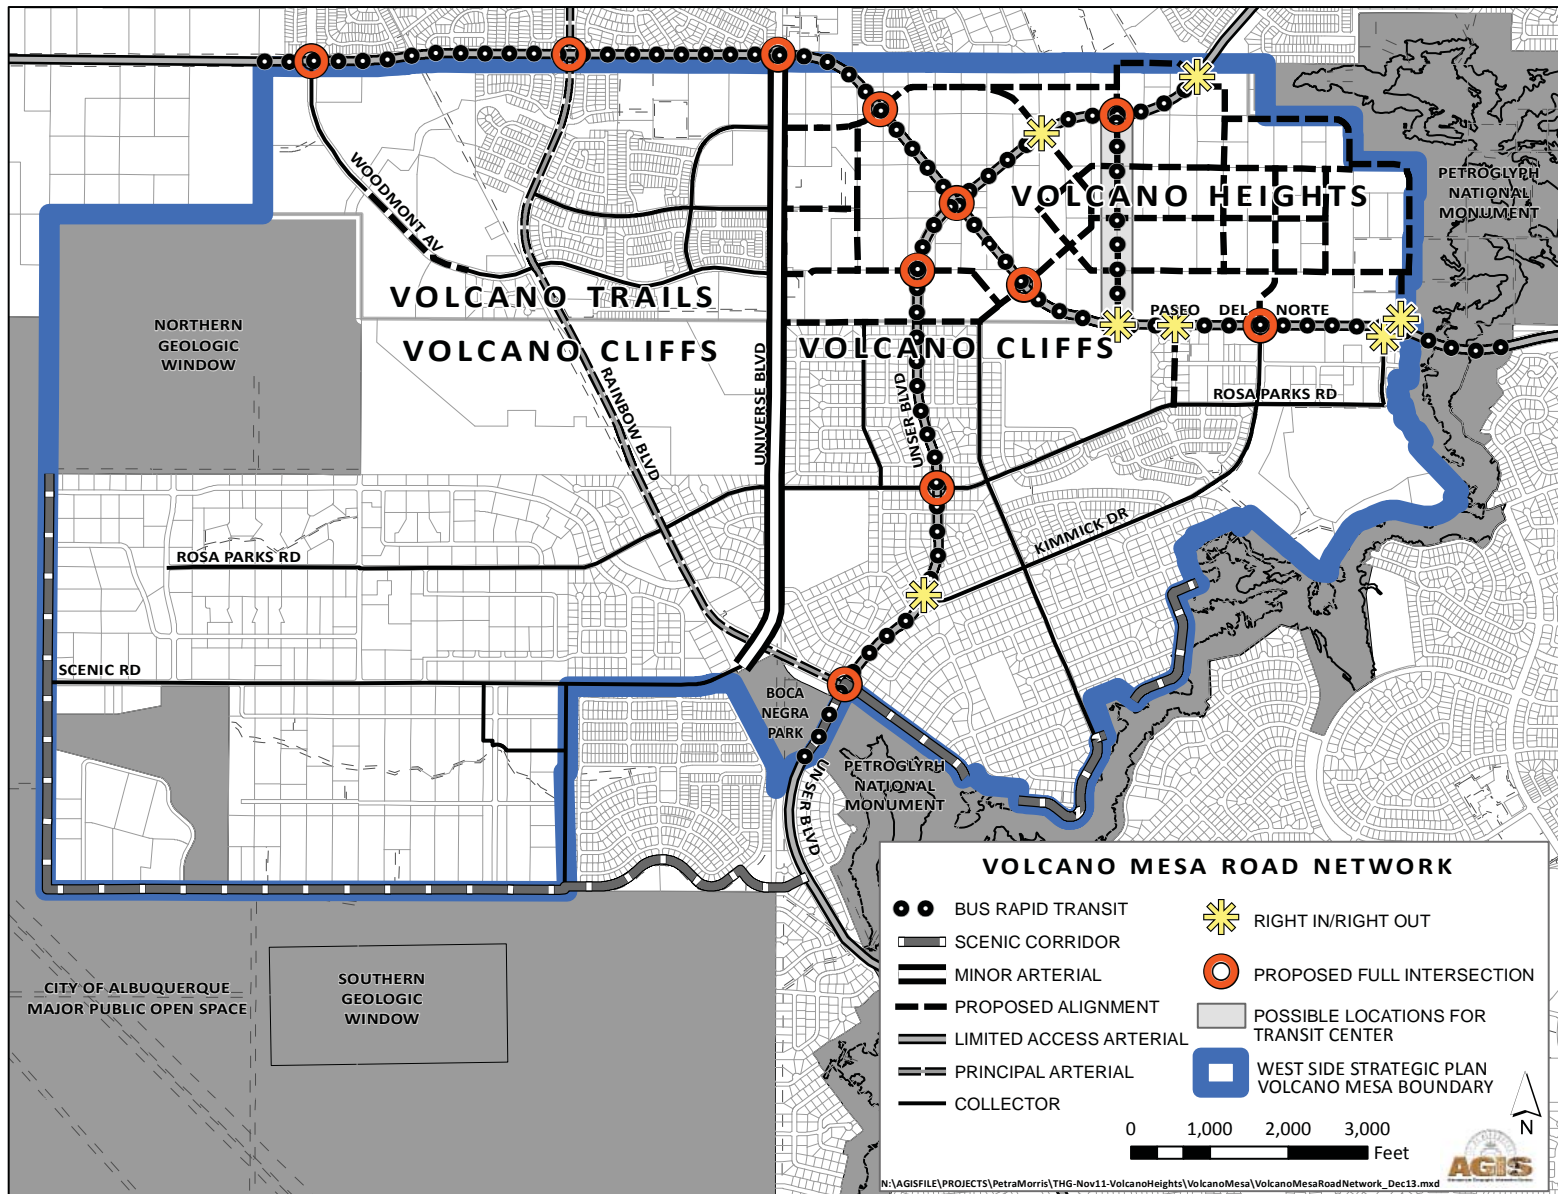 WOODMONT AV
VOLCANO HEIGHTS
PETROGLYPH
NATIONAL
MONUMENT
VOLCANO TRAILS
PASEO DEL NORTE
NORTHERN
GEOLOGIC
WINDOW
VOLCANO CLIFFS
VOLCANO CLIFFS
RAINBOW BLVD
UNIVERSE BLVD
UNSER BLVD
ROSA PARKS RD
KIMMICK DR
ROSA PARKS RD
SCENIC RD
BOCA
NEGRA
PARK
PETROGLYPH
NATIONAL
MONUMENT
UNSER BLVD
CITY OF ALBUQUERQUE
MAJOR PUBLIC OPEN SPACE
SOUTHERN
GEOLOGIC
WINDOW
VOLCANO MESA ROAD NETWORK
BUS RAPID TRANSIT
SCENIC CORRIDOR
MINOR ARTERIAL
PROPOSED ALIGNMENT
LIMITED ACCESS ARTERIAL
PRINCIPAL ARTERIAL
COLLECTOR
RIGHT IN/RIGHT OUT
PROPOSED FULL INTERSECTION
POSSIBLE LOCATIONS FOR
TRANSIT CENTER
WEST SIDE STRATEGIC PLAN
VOLCANO MESA BOUNDARY
N
0 1,000 2,000 3,000
Feet
AGIS
N:\AGISFILE\PROJECTS\PetraMorris\THG-Nov11-VolcanoHeights\VolcanoMesa\VolcanoMesaRoadNetwork_Dec13.mxd